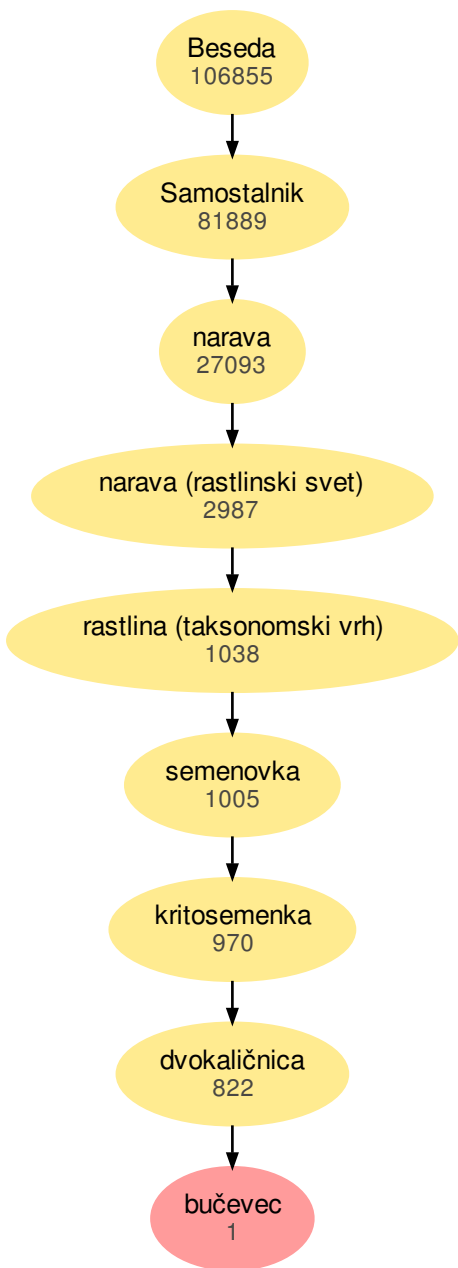 Beseda
106855
Samostalnik
81889
narava
27093
narava (rastlinski svet)
2987
rastlina (taksonomski vrh)
1038
semenovka
1005
kritosemenka
970
dvokaličnica
822
bučevec
1